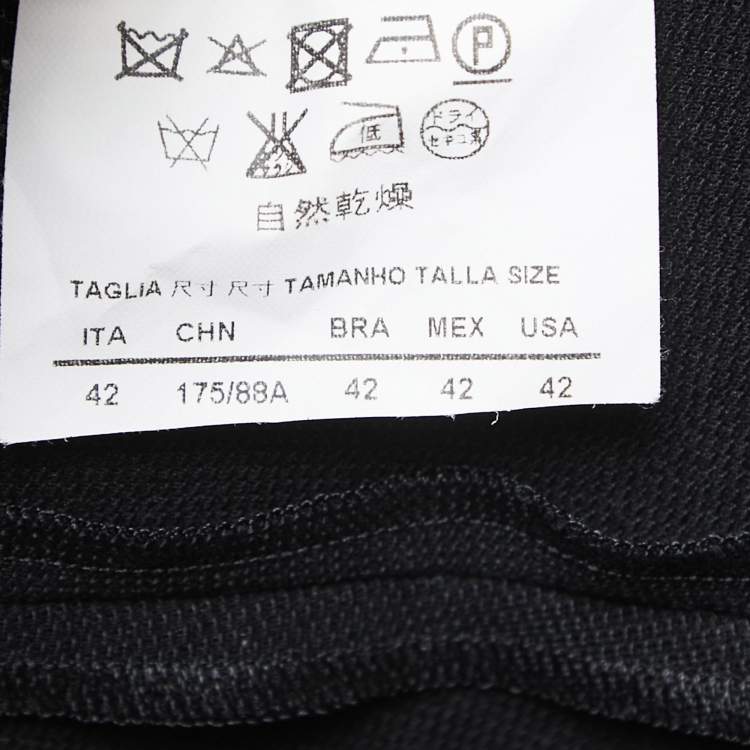 P
低
ドライ
セキユ系
自然乾燥
TAGLIA 尺寸 尺寸 TAMANHO TALLA SIZE
ITA CHN BRA MEX USA
42 175/88A 42 42 42